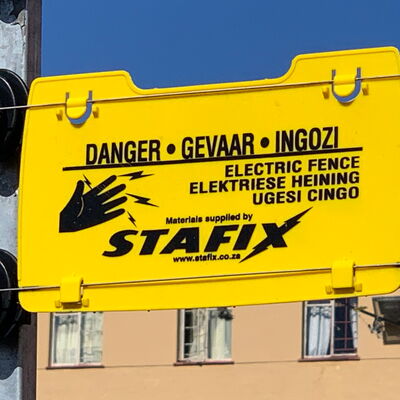 DANGER • GEVAAR • INGOZI
ELECTRIC FENCE
ELEKTRIESE HEINING
UGESI CINGO
Materials supplied by
STAFIX
www.stafix.co.za